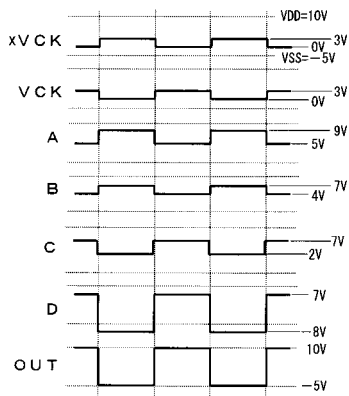 VDD=10V
xVCK
3V
0V
VSS=-5V
VCK
3V
0V
A
9V
5V
B
7V
4V
C
7V
2V
D
7V
-8V
OUT
10V
-5V